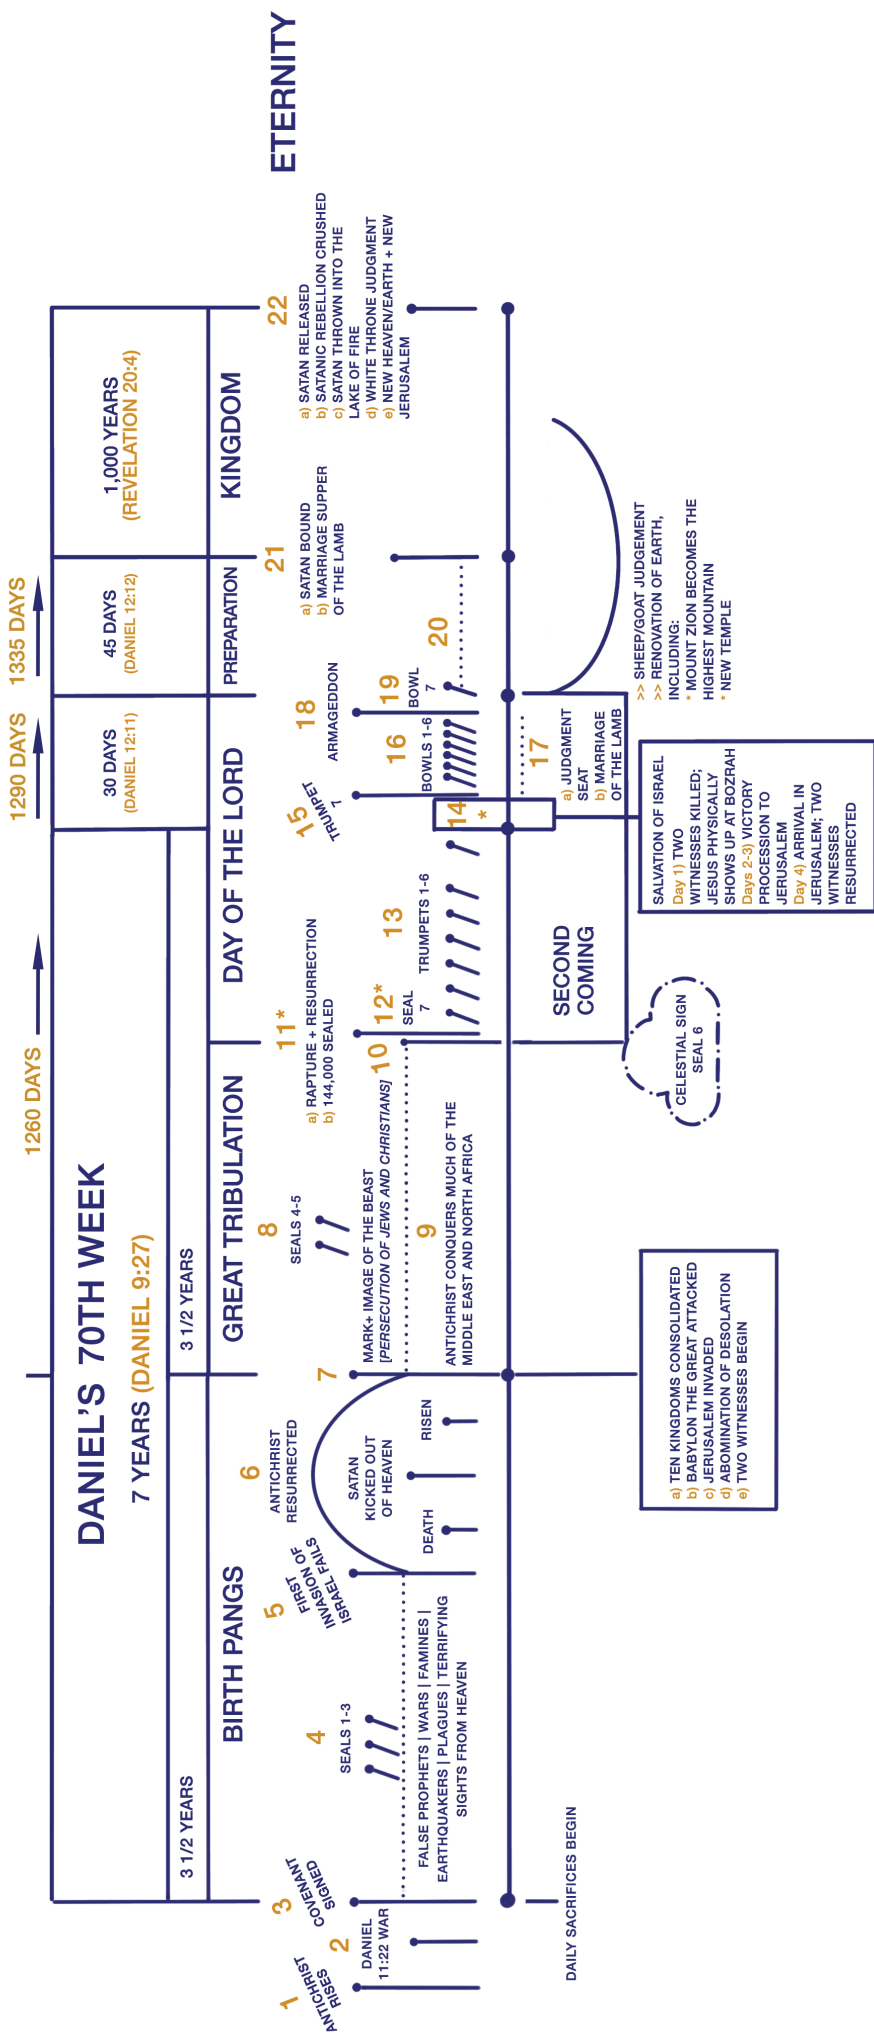 1260 DAYS
1290 DAYS
1335 DAYS
DANIEL'S 70TH WEEK
7 YEARS (DANIEL 9:27)
30 DAYS
(DANIEL 12:11)
45 DAYS
(DANIEL 12:12)
1,000 YEARS
(REVELATION 20:4)
3 1/2 YEARS
3 1/2 YEARS
BIRTH PANGS
GREAT TRIBULATION
DAY OF THE LORD
PREPARATION
KINGDOM
ETERNITY
1
ANTICHRIST
RISES
2
DANIEL
11:22 WAR
3
COVENANT
SIGNED
DAILY SACRIFICES BEGIN
4
SEALS 1-3
FALSE PROPHETS | WARS | FAMINES |
EARTHQUAKERS | PLAGUES | TERRIFYING
SIGHTS FROM HEAVEN
5
FIRST
INVASION OF
ISRAEL FAILS
6
ANTICHRIST
RESURRECTED
DEATH
SATAN
KICKED OUT
OF HEAVEN
RISEN
7
MARK+ IMAGE OF THE BEAST
[PERSECUTION OF JEWS AND CHRISTIANS]
a) TEN KINGDOMS CONSOLIDATED
b) BABYLON THE GREAT ATTACKED
c) JERUSALEM INVADED
d) ABOMINATION OF DESOLATION
e) TWO WITNESSES BEGIN
8
SEALS 4-5
9
ANTICHRIST CONQUERS MUCH OF THE
MIDDLE EAST AND NORTH AFRICA
10
CELESTIAL SIGN
SEAL 6
11*
a) RAPTURE + RESURRECTION
b) 144,000 SEALED
12*
SEAL
7
13
TRUMPETS 1-6
SECOND
COMING
14
*
SALVATION OF ISRAEL
Day 1) TWO
WITNESSES KILLED;
JESUS PHYSICALLY
SHOWS UP AT BOZRAH
Days 2-3) VICTORY
PROCESSION TO
JERUSALEM
Day 4) ARRIVAL IN
JERUSALEM; TWO
WITNESSES
RESURRECTED
15
TRUMPET
7
16
BOWLS 1-6
17
a) JUDGMENT
SEAT
b) MARRIAGE
OF THE LAMB
18
ARMAGEDDON
19
BOWL
7
20
>> SHEEP/GOAT JUDGEMENT
>> RENOVATION OF EARTH,
INCLUDING:
* MOUNT ZION BECOMES THE
HIGHEST MOUNTAIN
* NEW TEMPLE
21
a) SATAN BOUND
b) MARRIAGE SUPPER
OF THE LAMB
22
a) SATAN RELEASED
b) SATANIC REBELLION CRUSHED
c) SATAN THROWN INTO THE
LAKE OF FIRE
d) WHITE THRONE JUDGMENT
e) NEW HEAVEN/EARTH + NEW
JERUSALEM